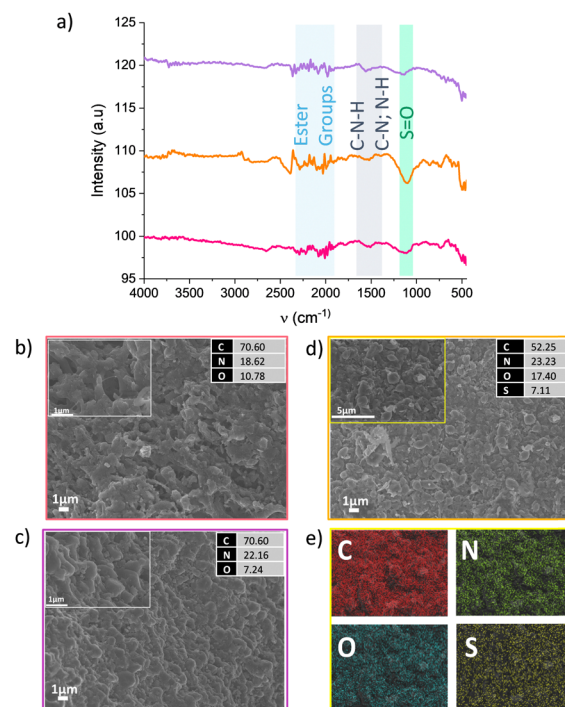 a)
Intensity (a.u)
125
120
115
110
105
100
95
Ester
Groups
C-N-H
C-N; N-H
S=O
4000 3500 3000 2500 2000 1500 1000 500
ν (cm⁻¹)
b)
C 70.60
N 18.62
O 10.78
1μm
1μm
d)
C 52.25
N 23.23
O 17.40
S 7.11
5μm
1μm
c)
C 70.60
N 22.16
O 7.24
1μm
1μm
e)
C
N
O
S